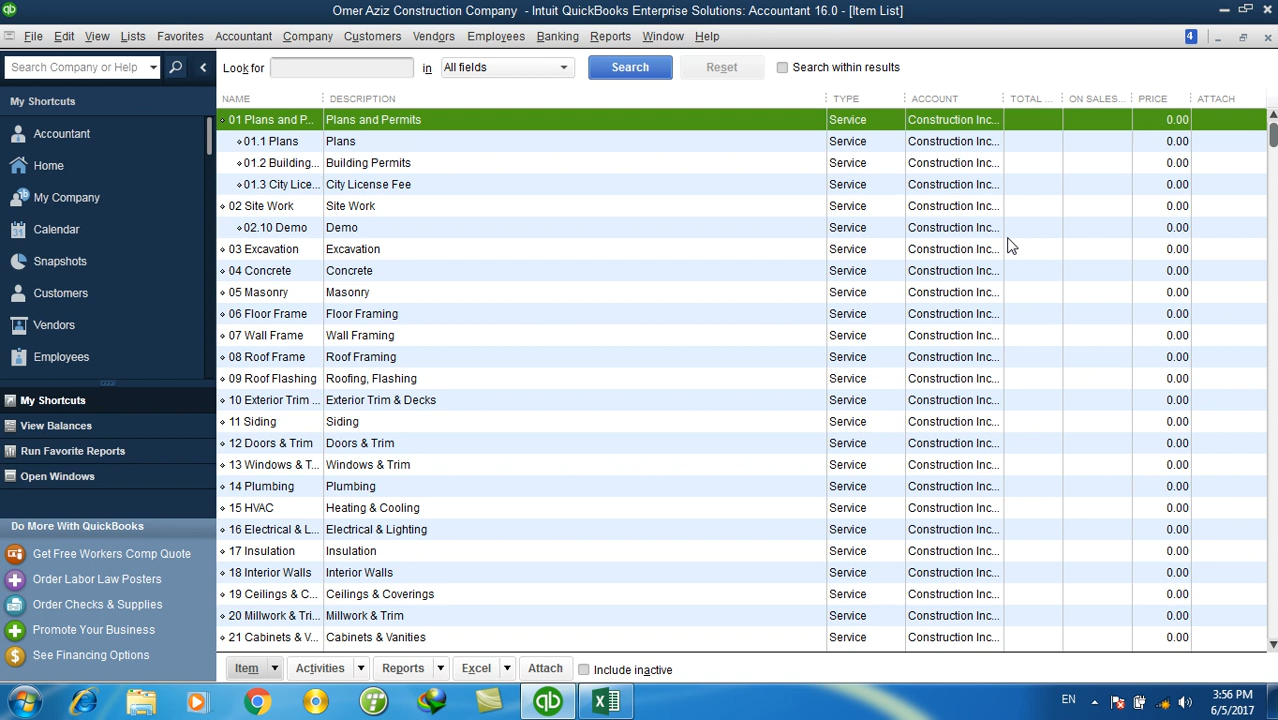 Omer Aziz Construction Company - Intuit QuickBooks Enterprise Solutions: Accountant 16.0 - [Item List]
File Edit View Lists Favorites Accountant Company Customers Vendors Employees Banking Reports Window Help 4
Search Company or Help
Look for in All fields Search Reset Search within results
My Shortcuts
Accountant
Home
My Company
Calendar
31
Snapshots
Customers
Vendors
Employees
My Shortcuts
View Balances
Run Favorite Reports
Open Windows
Do More With QuickBooks
Get Free Workers Comp Quote
Order Labor Law Posters
Order Checks & Supplies
Promote Your Business
See Financing Options
NAME DESCRIPTION TYPE ACCOUNT TOTAL ... ON SALES... PRICE ATTACH
01 Plans and P... Plans and Permits Service Construction Inc... 0.00
01.1 Plans Plans Service Construction Inc... 0.00
01.2 Building... Building Permits Service Construction Inc... 0.00
01.3 City Lice... City License Fee Service Construction Inc... 0.00
02 Site Work Site Work Service Construction Inc... 0.00
02.10 Demo Demo Service Construction Inc... 0.00
03 Excavation Excavation Service Construction Inc... 0.00
04 Concrete Concrete Service Construction Inc... 0.00
05 Masonry Masonry Service Construction Inc... 0.00
06 Floor Frame Floor Framing Service Construction Inc... 0.00
07 Wall Frame Wall Framing Service Construction Inc... 0.00
08 Roof Frame Roof Framing Service Construction Inc... 0.00
09 Roof Flashing Roofing, Flashing Service Construction Inc... 0.00
10 Exterior Trim ... Exterior Trim & Decks Service Construction Inc... 0.00
11 Siding Siding Service Construction Inc... 0.00
12 Doors & Trim Doors & Trim Service Construction Inc... 0.00
13 Windows & T... Windows & Trim Service Construction Inc... 0.00
14 Plumbing Plumbing Service Construction Inc... 0.00
15 HVAC Heating & Cooling Service Construction Inc... 0.00
16 Electrical & L... Electrical & Lighting Service Construction Inc... 0.00
17 Insulation Insulation Service Construction Inc... 0.00
18 Interior Walls Interior Walls Service Construction Inc... 0.00
19 Ceilings & C... Ceilings & Coverings Service Construction Inc... 0.00
20 Millwork & Tri... Millwork & Trim Service Construction Inc... 0.00
21 Cabinets & V... Cabinets & Vanities Service Construction Inc... 0.00
Item Activities Reports Excel Attach Include inactive
EN 3:56 PM
6/5/2017